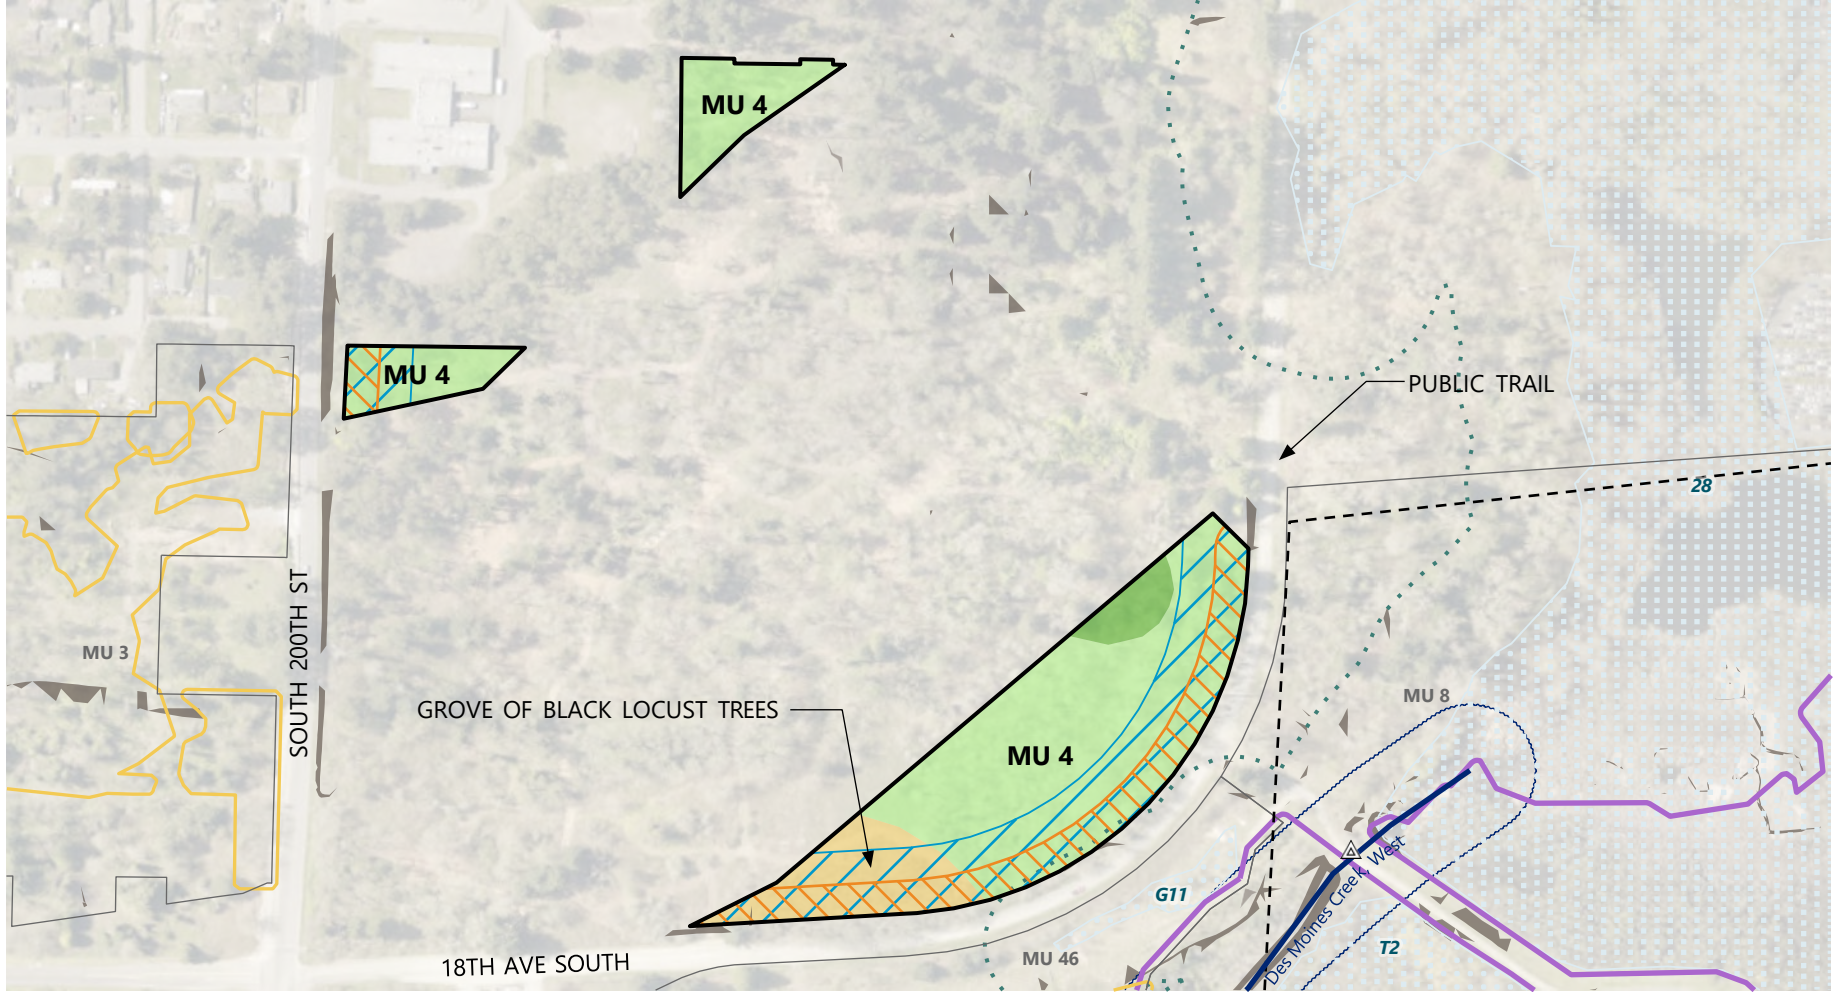 MU 4
MU 4
PUBLIC TRAIL
28
SOUTH 200TH ST
MU 3
GROVE OF BLACK LOCUST TREES
MU 8
MU 4
Des Moines Creek, West
G11
T2
MU 46
18TH AVE SOUTH